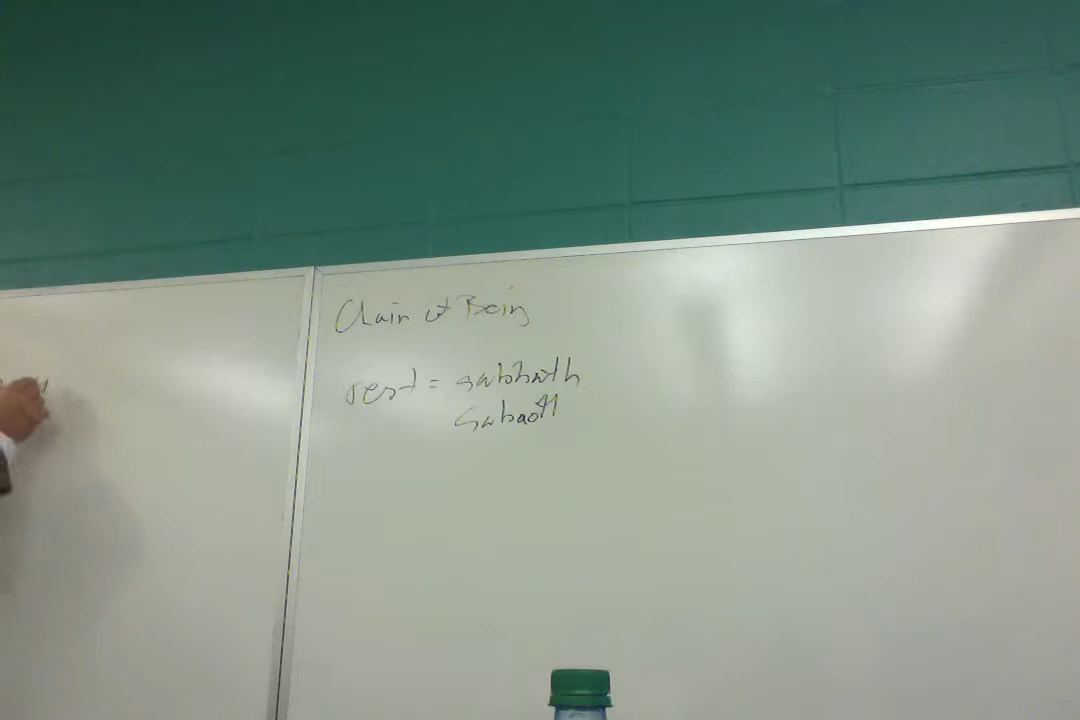 Chain of Being
rest = sabbath
Sabaoth